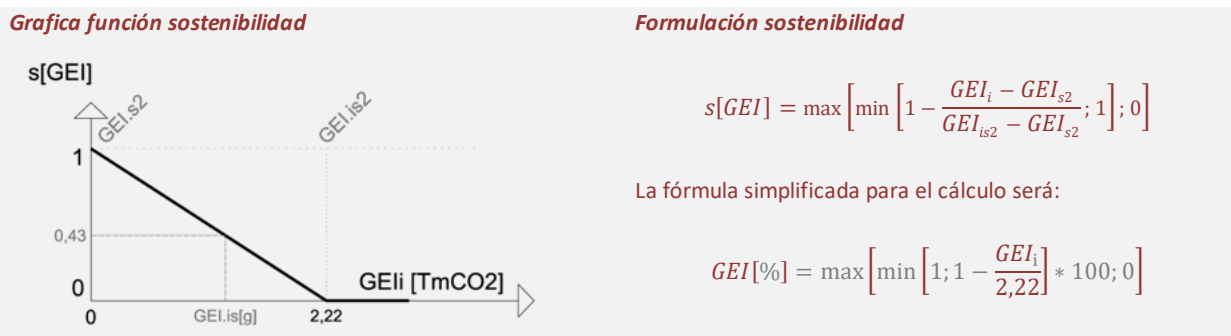 Grafica función sostenibilidad
s[GEI]
GEI.s2
GEI.is2
1
0,43
0
GEIi [TmCO2]
0
GEI.is[g]
2,22
Formulación sostenibilidad
s[GEI] = max [min [1 − (GEI_i − GEI_s2) / (GEI_is2 − GEI_s2) ; 1] ; 0]
La fórmula simplificada para el cálculo será:
GEI[%] = max [min [1; 1 − GEI_i / 2,22] * 100; 0]